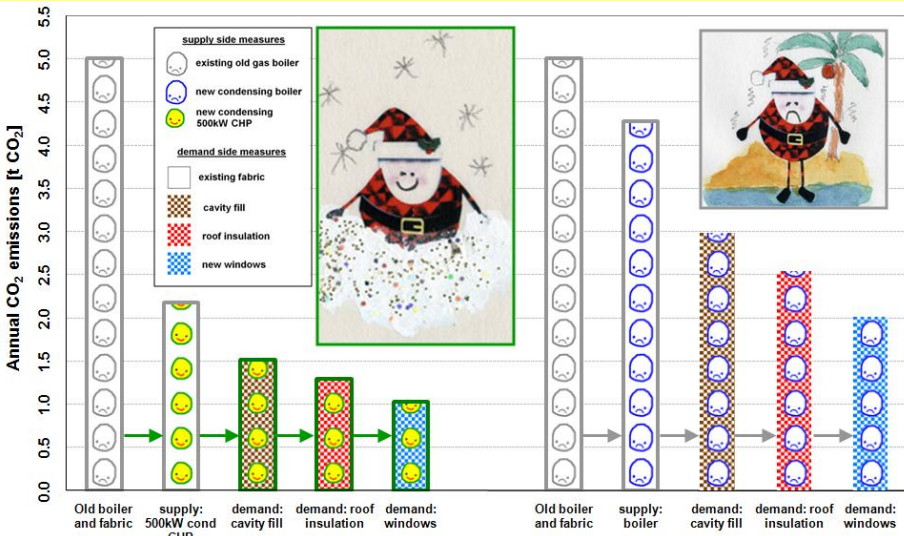 Annual CO₂ emissions [t CO₂]
5.5
5.0
4.5
4.0
3.5
3.0
2.5
2.0
1.5
1.0
0.5
0.0
supply side measures
existing old gas boiler
new condensing boiler
new condensing
500kW CHP
demand side measures
existing fabric
cavity fill
roof insulation
new windows
Old boiler
and fabric
supply:
500kW cond
CHP
demand:
cavity fill
demand: roof
insulation
demand:
windows
Old boiler
and fabric
supply:
boiler
demand:
cavity fill
demand: roof
insulation
demand:
windows